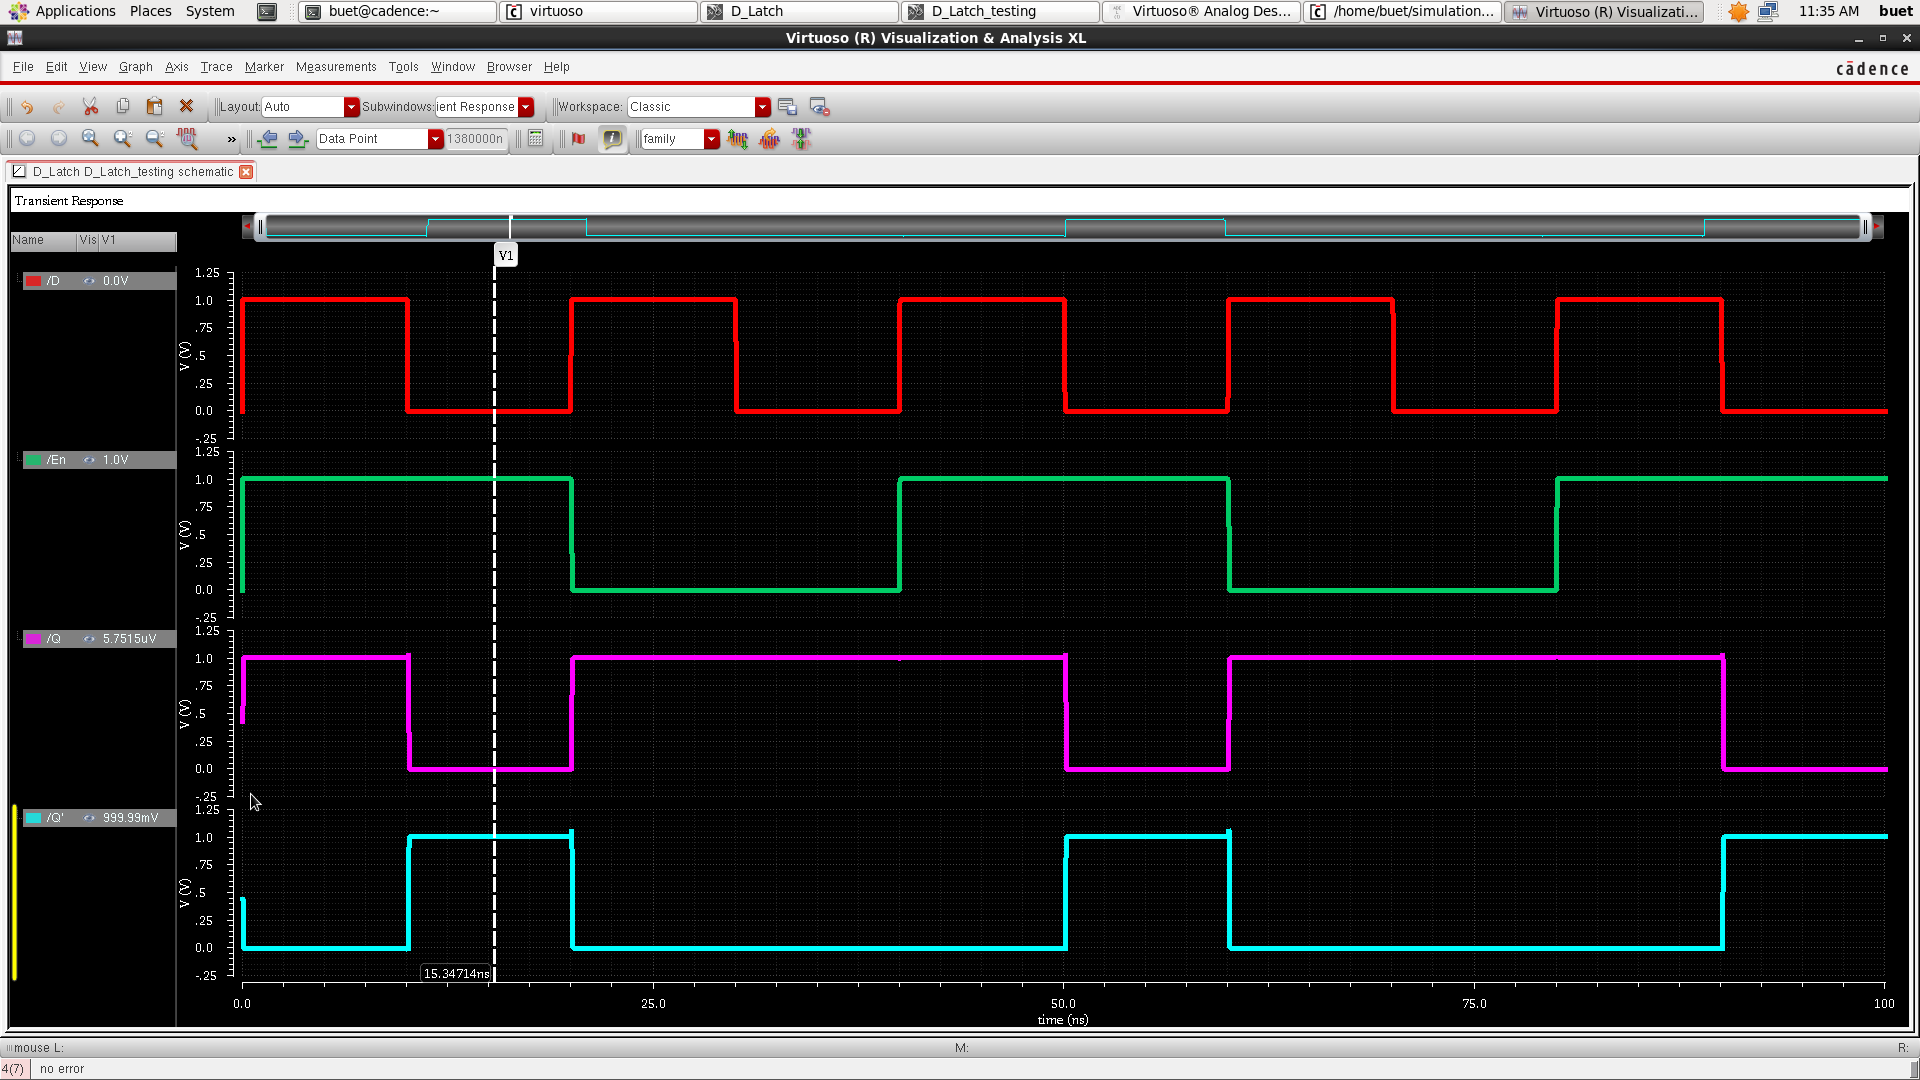 Applications Places System buet@cadence:~ virtuoso D_Latch D_Latch_testing Virtuoso® Analog Des... /home/buet/simulation... Virtuoso (R) Visualizati... 11:35 AM buet
Virtuoso (R) Visualization & Analysis XL
File Edit View Graph Axis Trace Marker Measurements Tools Window Browser Help
cādence
Layout: Auto Subwindows: ient Response Workspace: Classic
» Data Point 1380000n family
D_Latch D_Latch_testing schematic
Transient Response
Name Vis V1
V1
/D 0.0V
1.25
1.0
.75
.5
.25
0.0
-.25
V (V)
/En 1.0V
1.25
1.0
.75
.5
.25
0.0
-.25
V (V)
/Q 5.7515uV
1.25
1.0
.75
.5
.25
0.0
-.25
V (V)
/Q' 999.99mV
1.25
1.0
.75
.5
.25
0.0
-.25
V (V)
15.34714ns
0.0 25.0 50.0 75.0 100
time (ns)
mouse L: M: R:
4(7) no error